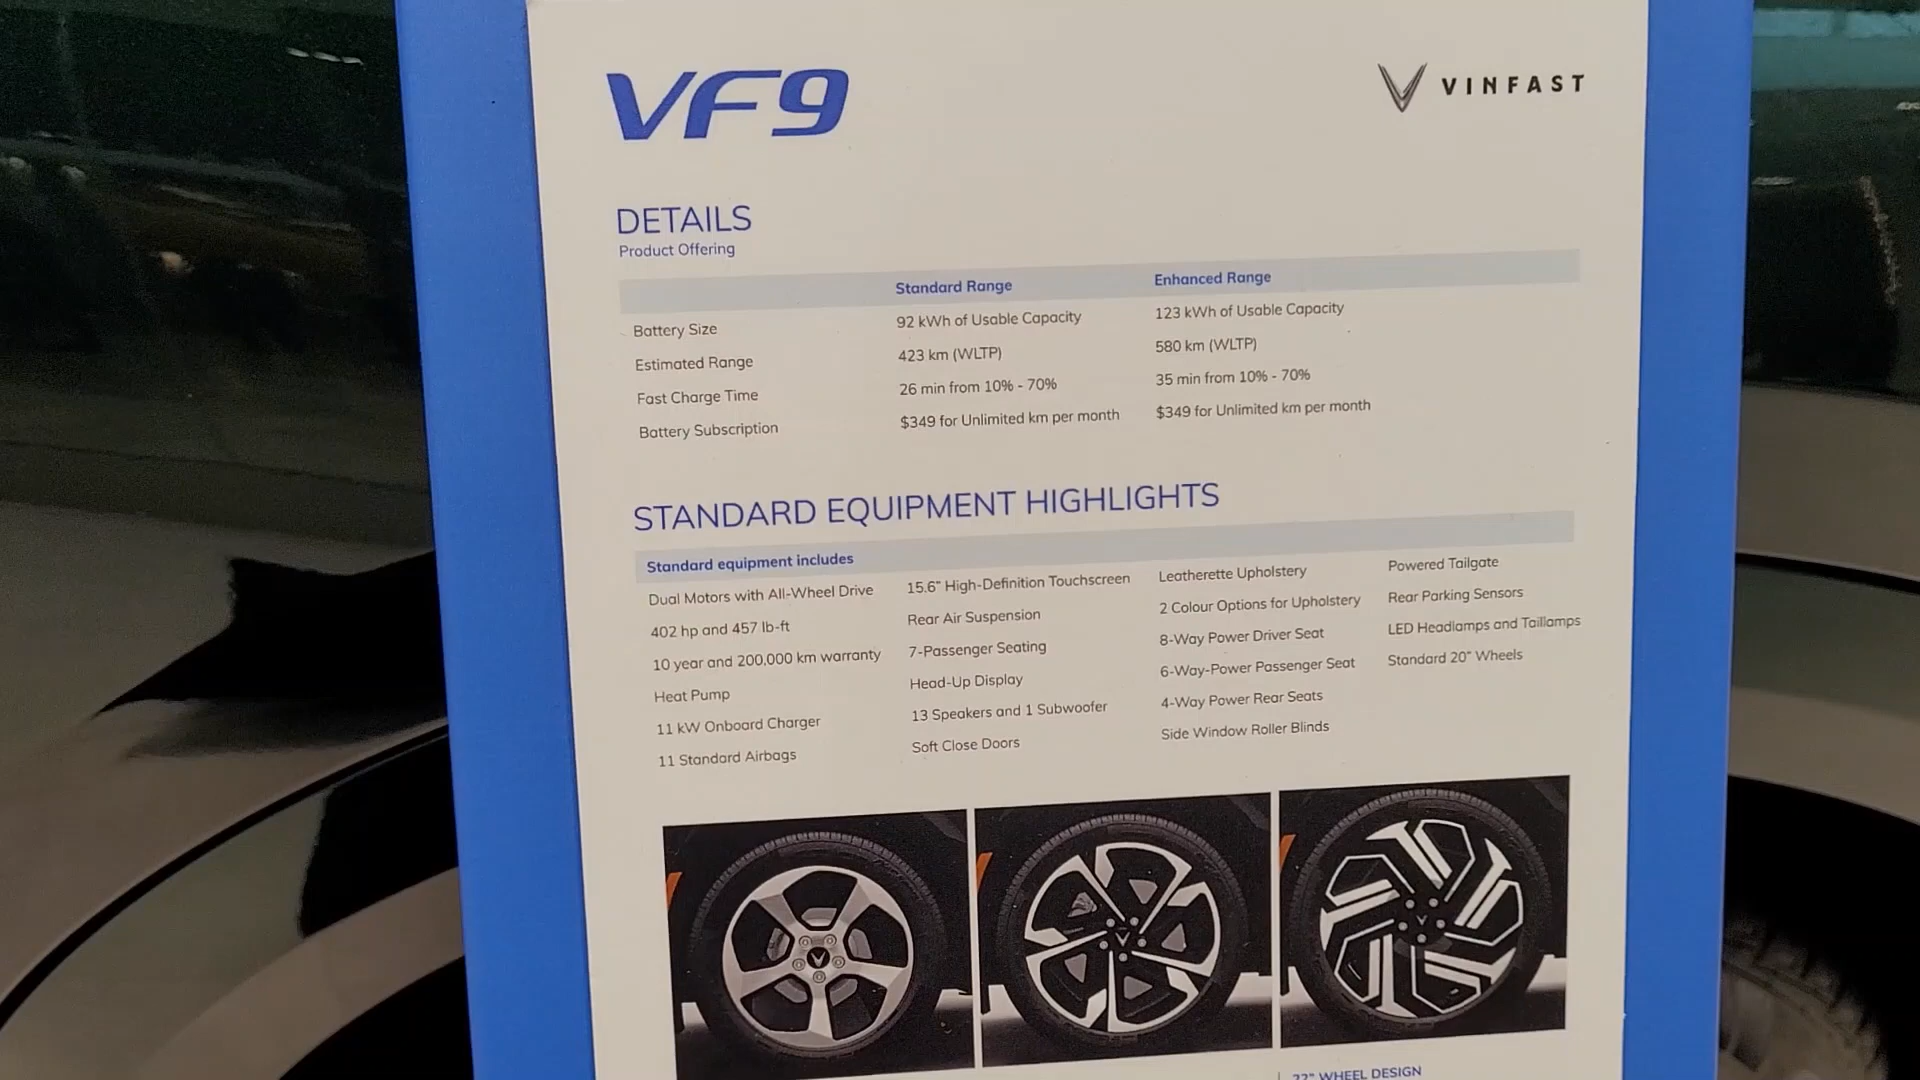 VF9
VINFAST
DETAILS
Product Offering
Standard Range Enhanced Range
Battery Size 92 kWh of Usable Capacity 123 kWh of Usable Capacity
Estimated Range 423 km (WLTP) 580 km (WLTP)
Fast Charge Time 26 min from 10% - 70% 35 min from 10% - 70%
Battery Subscription $349 for Unlimited km per month $349 for Unlimited km per month
STANDARD EQUIPMENT HIGHLIGHTS
Standard equipment includes
Dual Motors with All-Wheel Drive 15.6" High-Definition Touchscreen Leatherette Upholstery Powered Tailgate
402 hp and 457 lb-ft Rear Air Suspension 2 Colour Options for Upholstery Rear Parking Sensors
10 year and 200,000 km warranty 7-Passenger Seating 8-Way Power Driver Seat LED Headlamps and Taillamps
Heat Pump Head-Up Display 6-Way-Power Passenger Seat Standard 20" Wheels
11 kW Onboard Charger 13 Speakers and 1 Subwoofer 4-Way Power Rear Seats
11 Standard Airbags Soft Close Doors Side Window Roller Blinds
22" WHEEL DESIGN